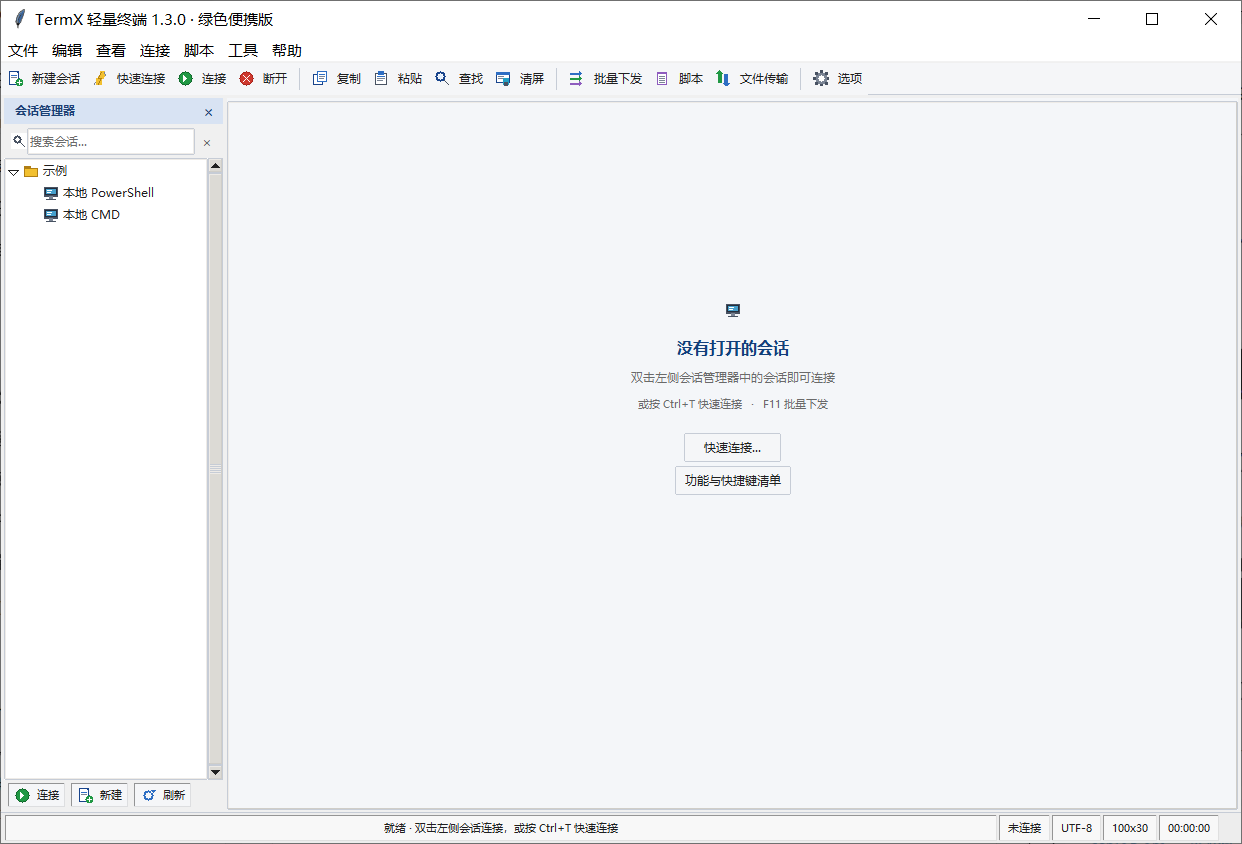 TermX 轻量终端 1.3.0 · 绿色便携版
文件 编辑 查看 连接 脚本 工具 帮助
新建会话 快速连接 连接 断开 复制 粘贴 查找 清屏 批量下发 脚本 文件传输 选项
会话管理器
搜索会话...
示例
本地 PowerShell
本地 CMD
没有打开的会话
双击左侧会话管理器中的会话即可连接
或按 Ctrl+T 快速连接 · F11 批量下发
快速连接...
功能与快捷键清单
连接 新建 刷新
就绪 · 双击左侧会话连接，或按 Ctrl+T 快速连接 未连接 UTF-8 100x30 00:00:00